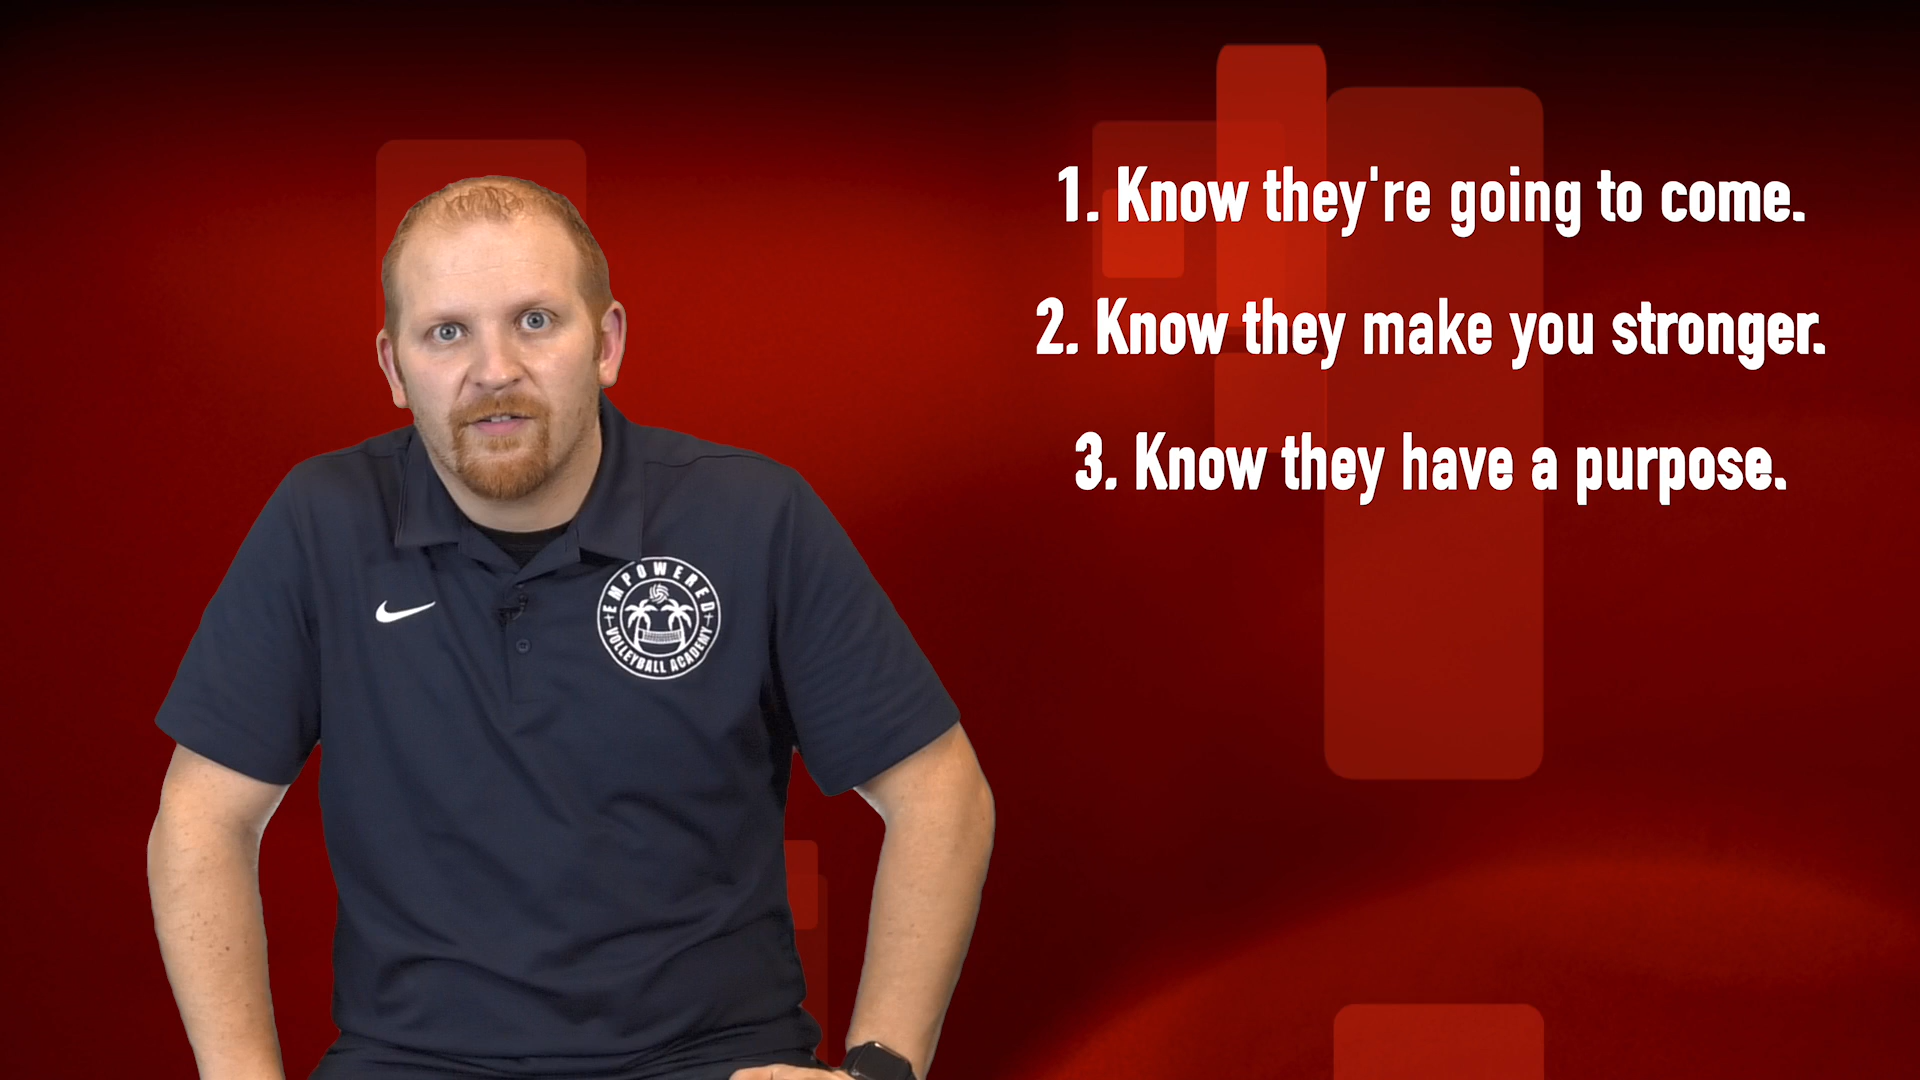 1. Know they're going to come.
2. Know they make you stronger.
3. Know they have a purpose.
EMPOWERED
VOLLEYBALL ACADEMY